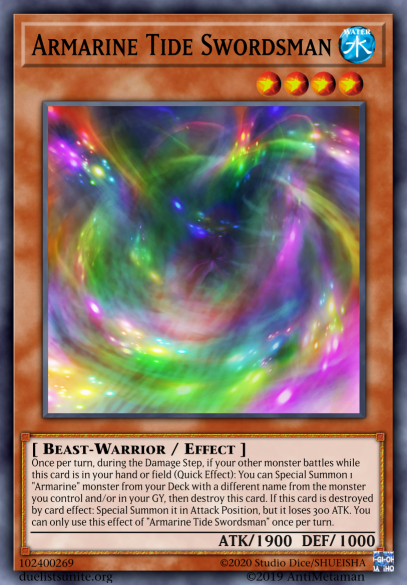 ARMARINE TIDE SWORDSMAN
WATER
水
[ BEAST-WARRIOR / EFFECT ]
Once per turn, during the Damage Step, if your other monster battles while
this card is in your hand or field (Quick Effect): You can Special Summon 1
"Armarine" monster from your Deck with a different name from the monster
you control and/or in your GY, then destroy this card. If this card is destroyed
by card effect: Special Summon it in Attack Position, but it loses 300 ATK. You
can only use this effect of "Armarine Tide Swordsman" once per turn.
ATK/1900 DEF/1000
102400269
©2020 Studio Dice/SHUEISHA
duelistsunite.org
©2019 AntiMetaman